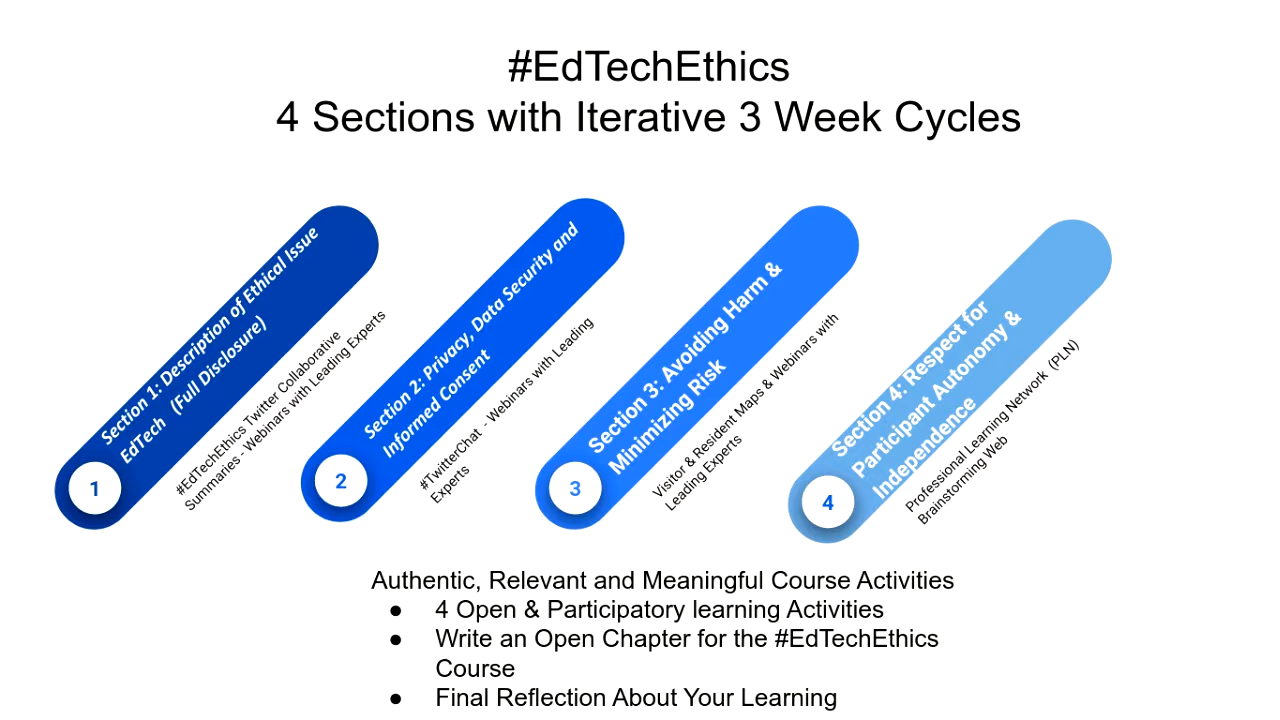 #EdTechEthics
4 Sections with Iterative 3 Week Cycles
Section 1: Description of Ethical Issue
EdTech (Full Disclosure)
1
#EdTechEthics Twitter Collaborative
Summaries - Webinars with Leading Experts
Section 2: Privacy, Data Security and
Informed Consent
2
#TwitterChat - Webinars with Leading
Experts
Section 3: Avoiding Harm &
Minimizing Risk
3
Visitor & Resident Maps & Webinars with
Leading Experts
Section 4: Respect for
Participant Autonomy &
Independence
4
Professional Learning Network (PLN)
Brainstorming Web
Authentic, Relevant and Meaningful Course Activities
● 4 Open & Participatory learning Activities
● Write an Open Chapter for the #EdTechEthics
Course
● Final Reflection About Your Learning